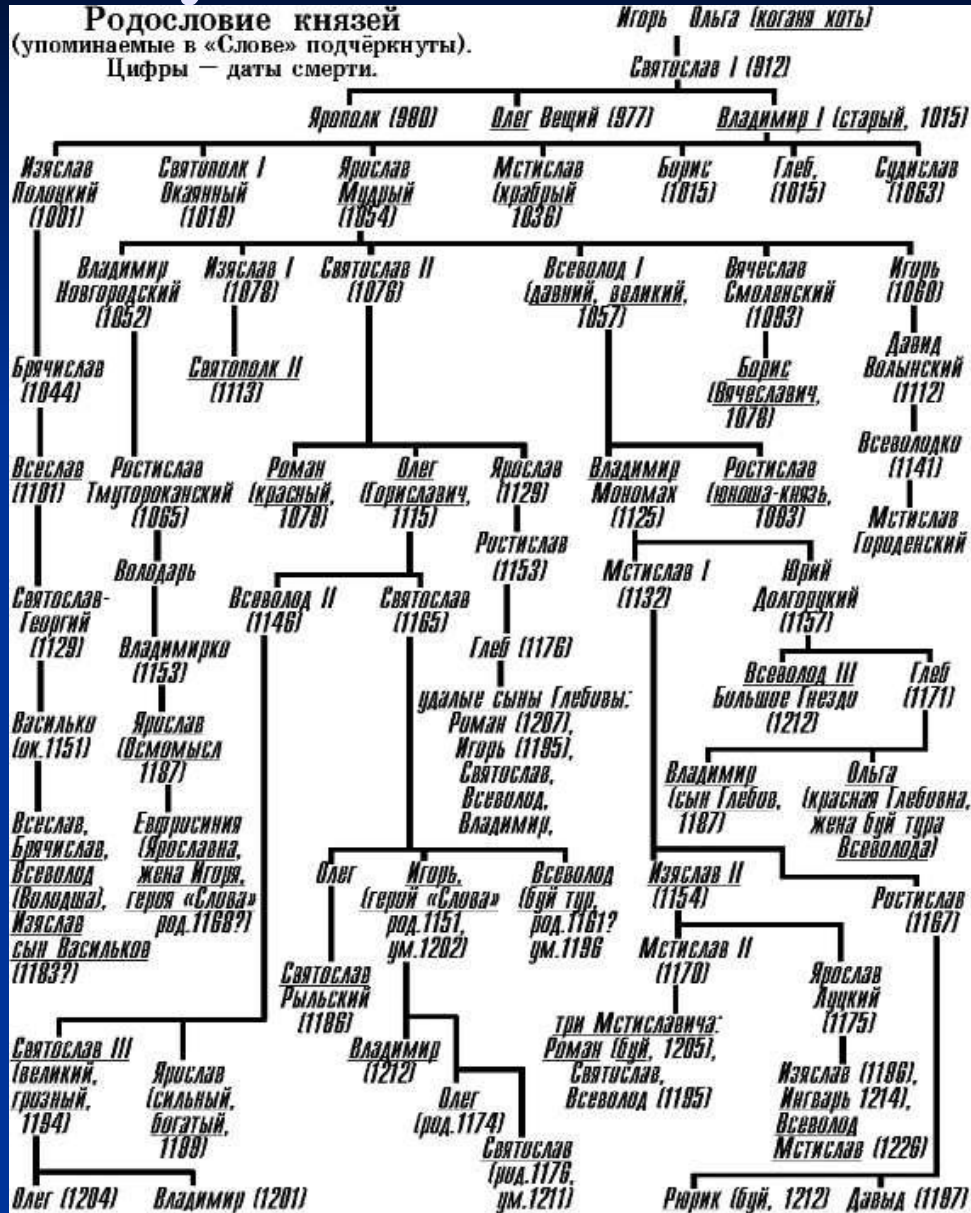 Родословие князей
(упоминаемые в «Слове» подчёркнуты).
Цифры — даты смерти.
Игорь Ольга (коганя хоть)
Святослав I (912)
Ярополк (980) Олег Вещий (977) Владимир I (старый, 1015)
Изяслав Полоцкий (1001)
Святополк I Окаянный (1019)
Ярослав Мудрый (1054)
Мстислав (храбрый 1036)
Борис (1015)
Глеб, (1015)
Судислав (1063)
Владимир Новгородский (1052)
Изяслав I (1078)
Святослав II (1076)
Всеволод I (давний, великий, 1057)
Вячеслав Смоленский (1093)
Игорь (1060)
Брячислав (1044)
Святополк II (1113)
Борис (Вячеславич, 1078)
Давид Волынский (1112)
Всеволодко (1141)
Всеслав (1101)
Ростислав Тмутороканский (1065)
Роман (красный, 1079)
Олег (Гориславич, 1115)
Ярослав (1129)
Владимир Мономах (1125)
Ростислав (юноша-князь, 1093)
Мстислав Городенский
Володарь
Ростислав (1153)
Мстислав I (1132)
Юрий Долгорукий (1157)
Святослав-Георгий (1129)
Всеволод II (1146)
Святослав (1165)
Владимирко (1153)
Глеб (1176)
Всеволод III Большое Гнездо (1212)
Глеб (1171)
удалые сыны Глебовы:
Роман (1207),
Игорь (1195),
Святослав,
Всеволод,
Владимир,
Василько (ок.1151)
Ярослав (Осмомысл 1187)
Владимир (сын Глебов, 1187)
Ольга (красная Глебовна, жена буй тура Всеволода)
Всеслав,
Брячислав,
Всеволод
(Володша),
Изяслав
сын Васильков
(1183?)
Евфросиния
(Ярославна,
жена Игоря,
героя «Слова»
род.1168?)
Олег
Игорь,
(герой «Слова»
род.1151,
ум.1202)
Всеволод
(буй тур,
род.1161?
ум.1196
Изяслав II (1154)
Ростислав (1167)
Мстислав II (1170)
Ярослав Луцкий (1175)
Святослав Рыльский (1186)
Владимир (1212)
три Мстиславича:
Роман (буй, 1205),
Святослав,
Всеволод (1195)
Изяслав (1196),
Ингварь 1214),
Всеволод
Мстислав (1226)
Святослав III
(великий,
грозный,
1194)
Ярослав
(сильный,
богатый,
1199)
Олег (род.1174)
Святослав
(род.1176,
ум.1211)
Олег (1204) Владимир (1201)
Рюрик (буй, 1212) Давыд (1197)